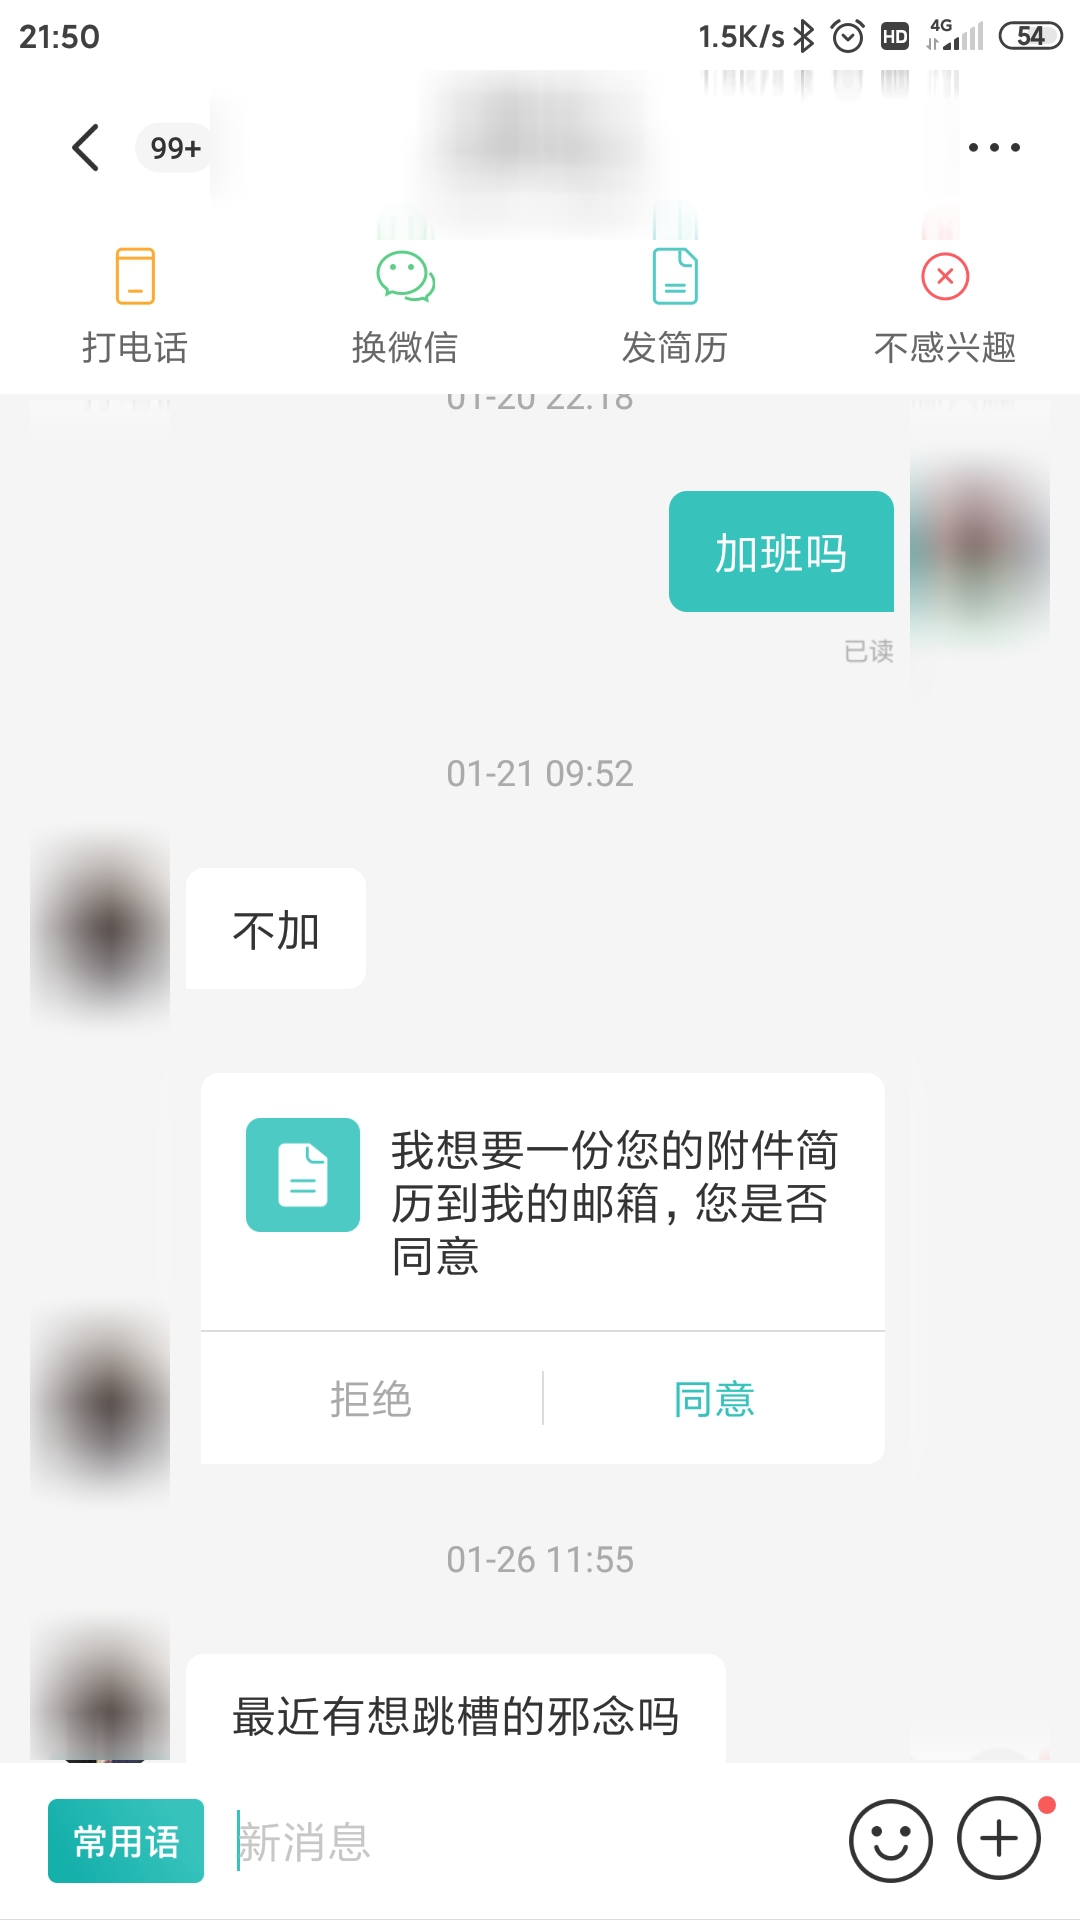 21:50
1.5K/s HD 4G 54
99+
打电话 换微信 发简历 不感兴趣
01-20 22:18
加班吗
已读
01-21 09:52
不加
我想要一份您的附件简
历到我的邮箱，您是否
同意
拒绝 同意
01-26 11:55
最近有想跳槽的邪念吗
常用语 新消息